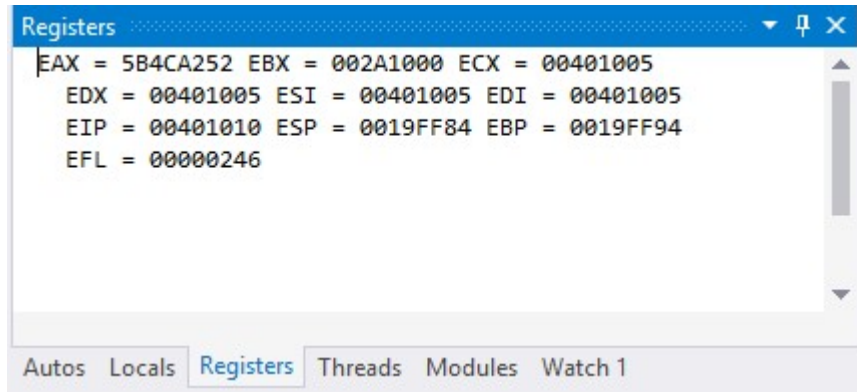 Registers
EAX = 5B4CA252 EBX = 002A1000 ECX = 00401005
EDX = 00401005 ESI = 00401005 EDI = 00401005
EIP = 00401010 ESP = 0019FF84 EBP = 0019FF94
EFL = 00000246
Autos Locals Registers Threads Modules Watch 1